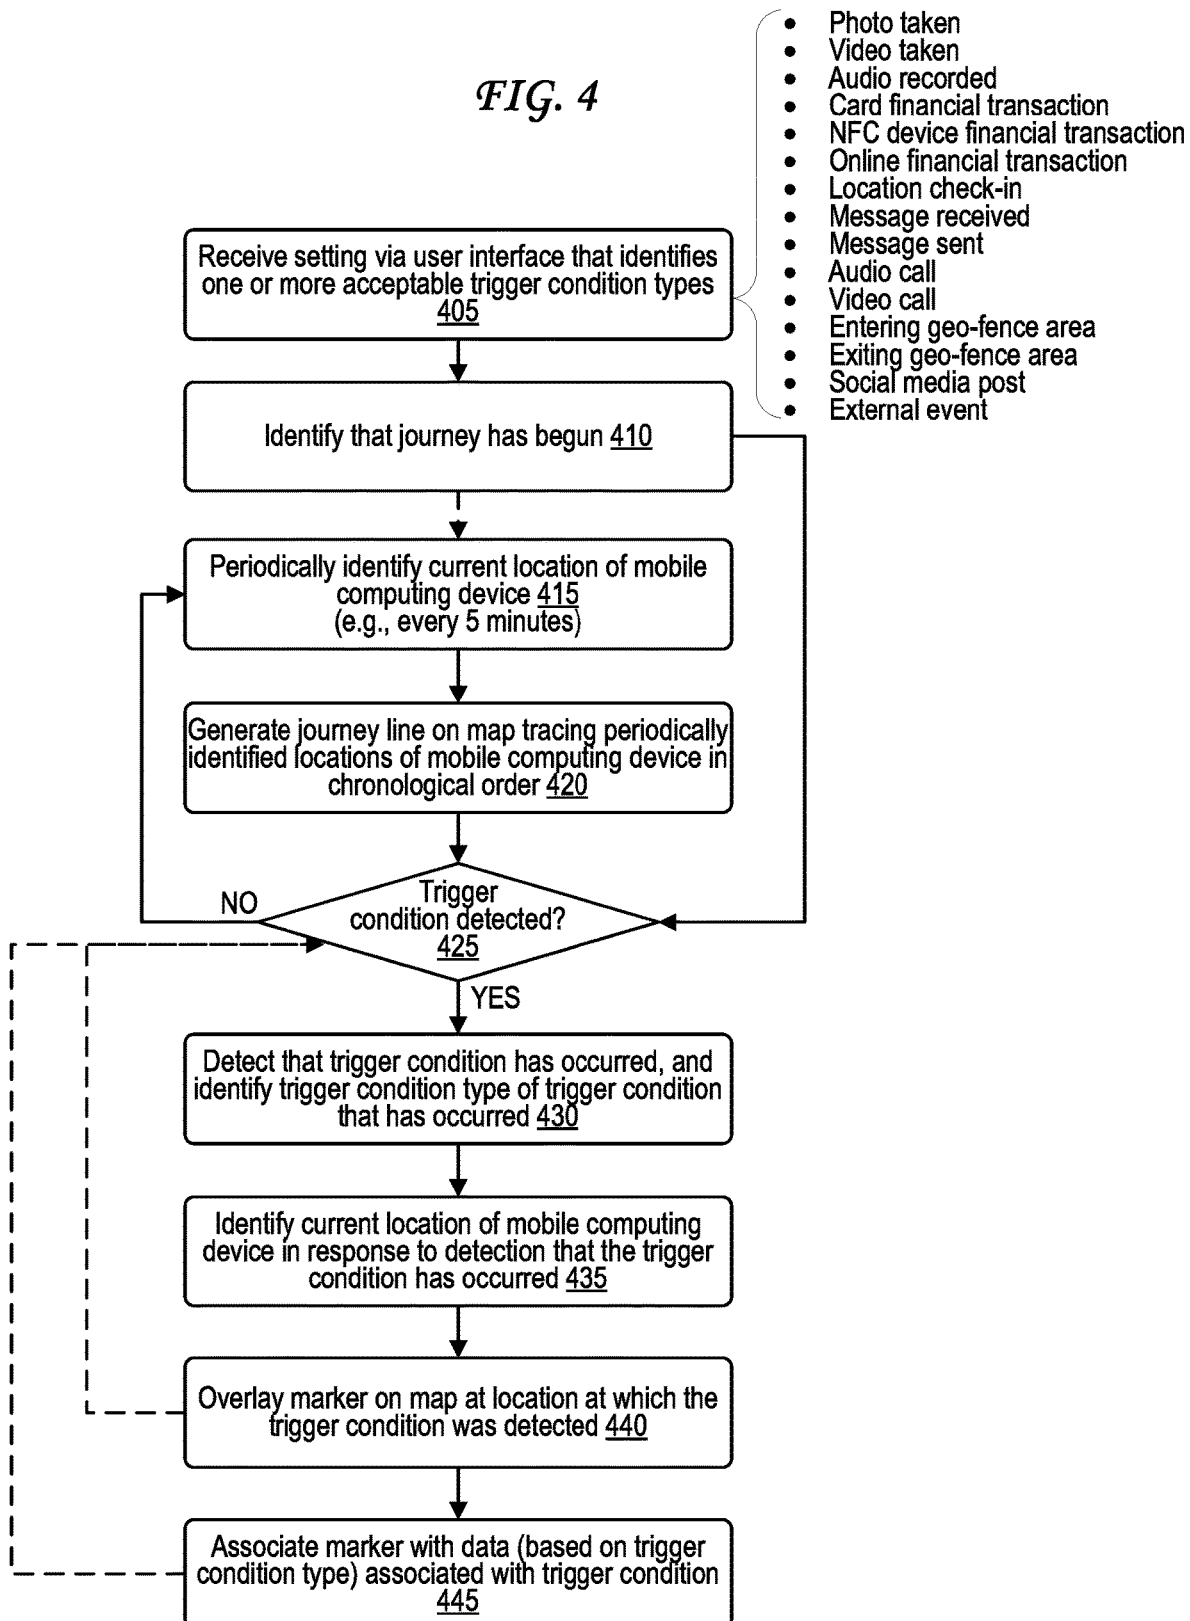 FIG. 4
• Photo taken
• Video taken
• Audio recorded
• Card financial transaction
• NFC device financial transaction
• Online financial transaction
• Location check-in
• Message received
• Message sent
• Audio call
• Video call
• Entering geo-fence area
• Exiting geo-fence area
• Social media post
• External event
Receive setting via user interface that identifies
one or more acceptable trigger condition types
405
Identify that journey has begun 410
Periodically identify current location of mobile
computing device 415
(e.g., every 5 minutes)
Generate journey line on map tracing periodically
identified locations of mobile computing device in
chronological order 420
Trigger
condition detected?
425
NO
YES
Detect that trigger condition has occurred, and
identify trigger condition type of trigger condition
that has occurred 430
Identify current location of mobile computing
device in response to detection that the trigger
condition has occurred 435
Overlay marker on map at location at which the
trigger condition was detected 440
Associate marker with data (based on trigger
condition type) associated with trigger condition
445